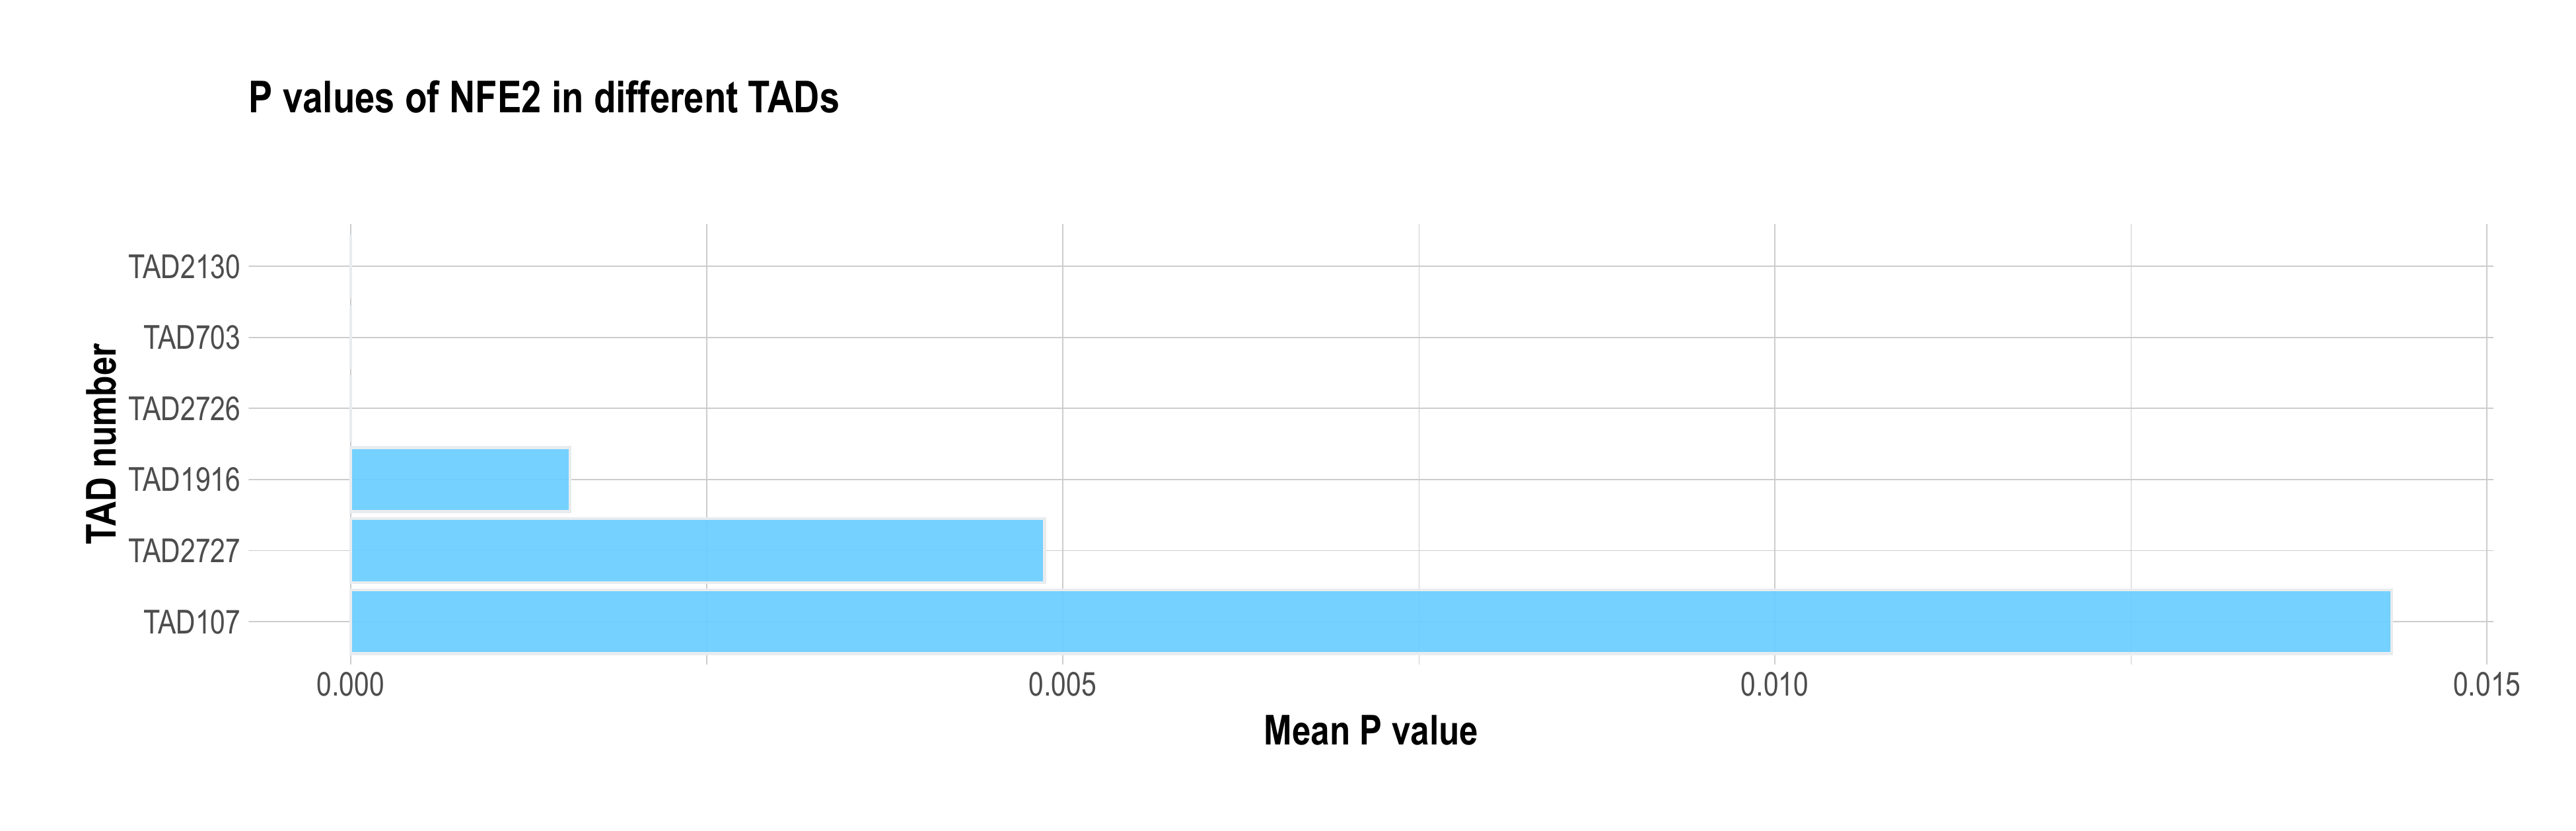 P values of NFE2 in different TADs
TAD number
TAD2130
TAD703
TAD2726
TAD1916
TAD2727
TAD107
0.000
0.005
0.010
0.015
Mean P value